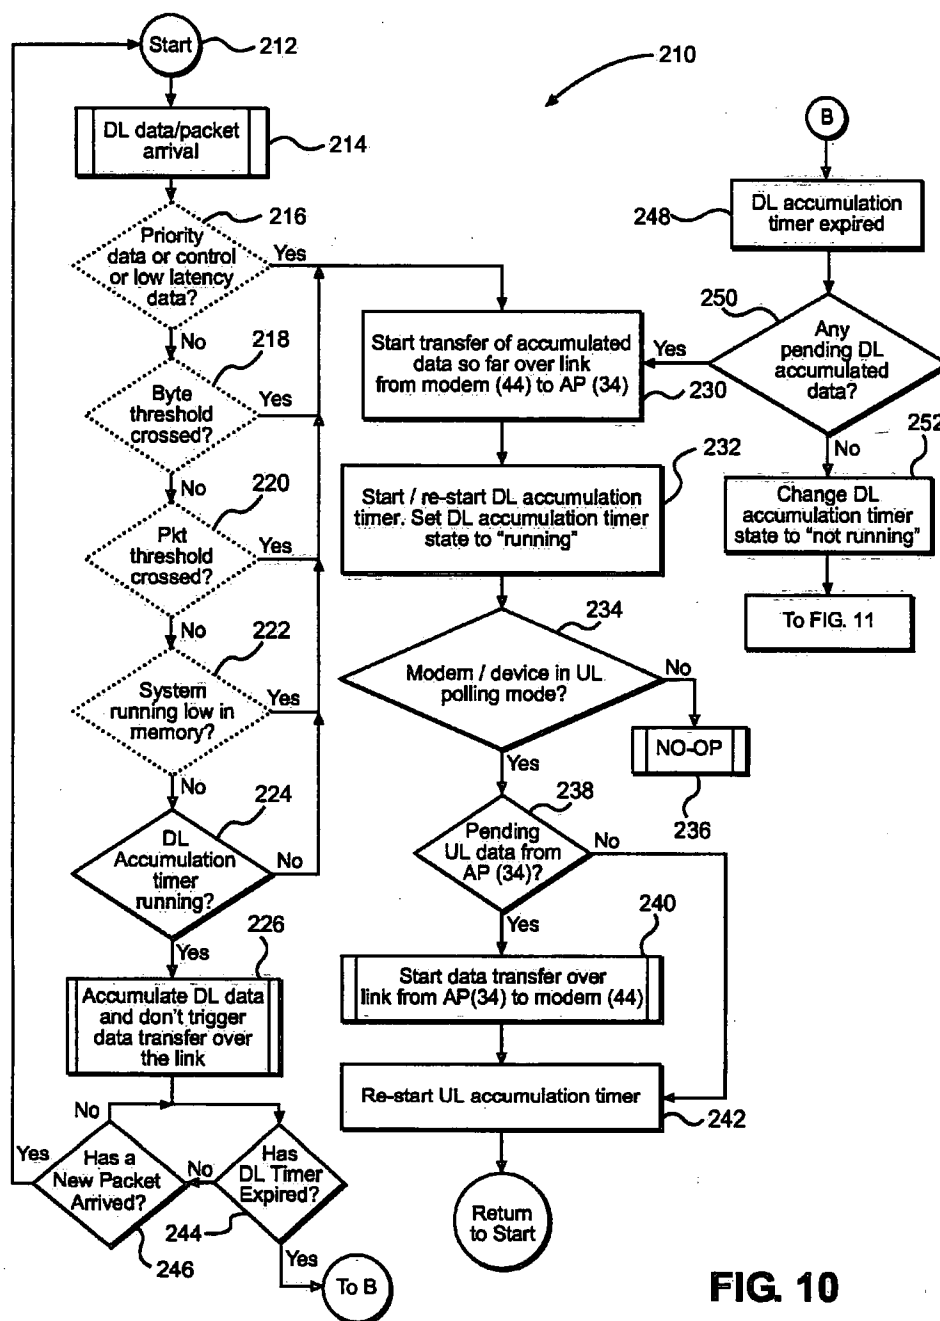 Start
212
210
DL data/packet
arrival
214
216
Priority
data or control
or low latency
data?
Yes
No
218
Byte
threshold
crossed?
Yes
No
220
Pkt
threshold
crossed?
Yes
No
222
System
running low in
memory?
Yes
No
224
DL
Accumulation
timer
running?
No
Yes
226
Accumulate DL data
and don't trigger
data transfer over
the link
No
Yes
Has a
New Packet
Arrived?
246
No
Has
DL Timer
Expired?
244
Yes
To B
Start transfer of accumulated
data so far over link
from modem (44) to AP (34)
230
232
Start / re-start DL accumulation
timer. Set DL accumulation timer
state to "running"
234
Modem / device in UL
polling mode?
No
NO-OP
236
Yes
238
Pending
UL data from
AP (34)?
No
Yes
240
Start data transfer over
link from AP(34) to modem (44)
Re-start UL accumulation timer
242
Return
to Start
B
248
DL accumulation
timer expired
250
Any
pending DL
accumulated
data?
Yes
No
252
Change DL
accumulation timer
state to "not running"
To FIG. 11
FIG. 10